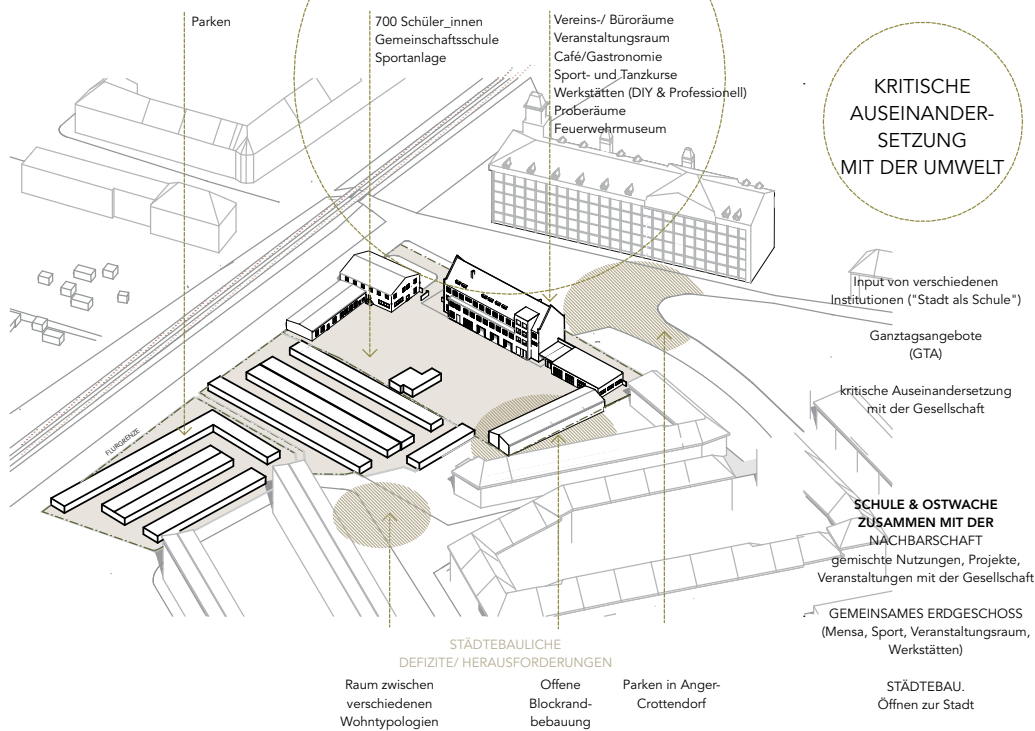 Parken
700 Schüler_innen
Gemeinschaftsschule
Sportanlage
Vereins-/ Büroräume
Veranstaltungsraum
Café/Gastronomie
Sport- und Tanzkurse
Werkstätten (DIY & Professionell)
Proberäume
Feuerwehrmuseum
KRITISCHE
AUSEINANDER-
SETZUNG
MIT DER UMWELT
Input von verschiedenen
Institutionen ("Stadt als Schule")
Ganztagsangebote
(GTA)
kritische Auseinandersetzung
mit der Gesellschaft
FLURGRENZE
SCHULE & OSTWACHE
ZUSAMMEN MIT DER
NACHBARSCHAFT
gemischte Nutzungen, Projekte,
Veranstaltungen mit der Gesellschaft
GEMEINSAMES ERDGESCHOSS
(Mensa, Sport, Veranstaltungsraum,
Werkstätten)
STÄDTEBAU.
Öffnen zur Stadt
STÄDTEBAULICHE
DEFIZITE/ HERAUSFORDERUNGEN
Raum zwischen
verschiedenen
Wohntypologien
Offene
Blockrand-
bebauung
Parken in Anger-
Crottendorf